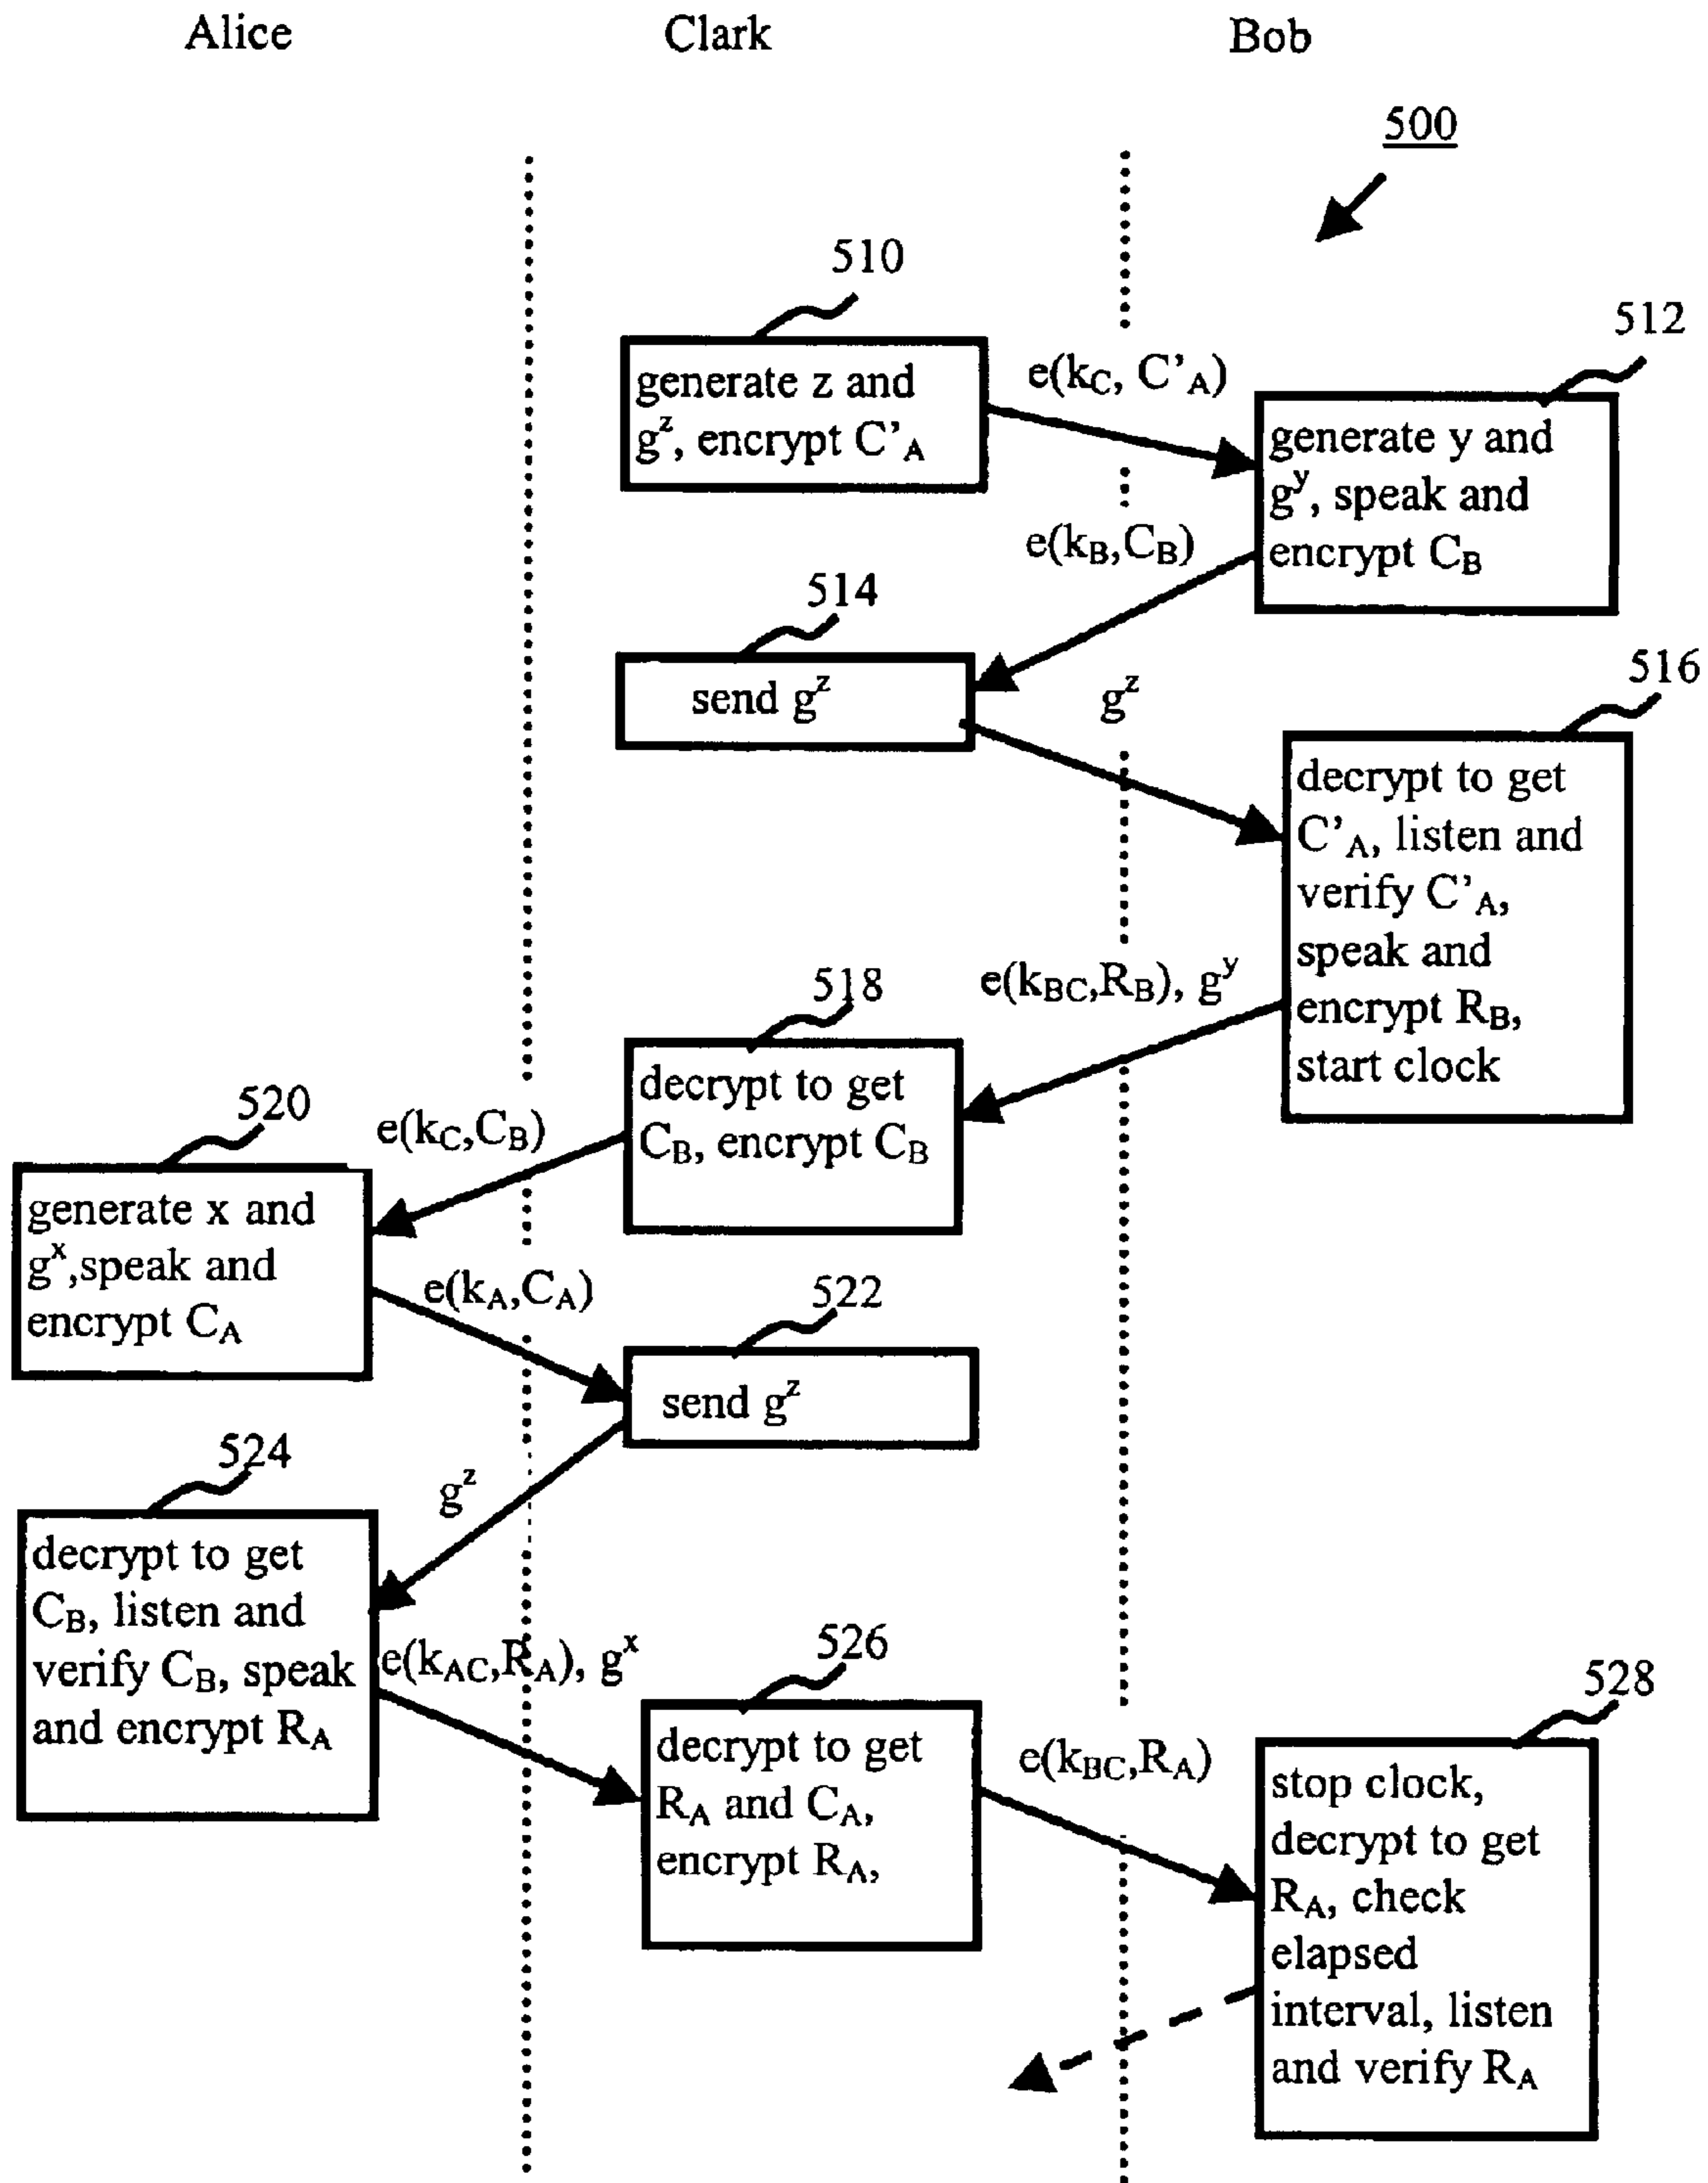 Alice Clark Bob
500
510
generate z and
g^z, encrypt C'_A
e(k_C, C'_A)
512
generate y and
g^y, speak and
encrypt C_B
e(k_B,C_B)
514
send g^z
g^z
516
decrypt to get
C'_A, listen and
verify C'_A,
speak and
encrypt R_B,
start clock
e(k_BC,R_B), g^y
518
decrypt to get
C_B, encrypt C_B
e(k_C,C_B)
520
generate x and
g^x,speak and
encrypt C_A
e(k_A,C_A)
522
send g^z
g^z
524
decrypt to get
C_B, listen and
verify C_B, speak
and encrypt R_A
e(k_AC,R_A), g^x
526
decrypt to get
R_A and C_A,
encrypt R_A,
e(k_BC,R_A)
528
stop clock,
decrypt to get
R_A, check
elapsed
interval, listen
and verify R_A